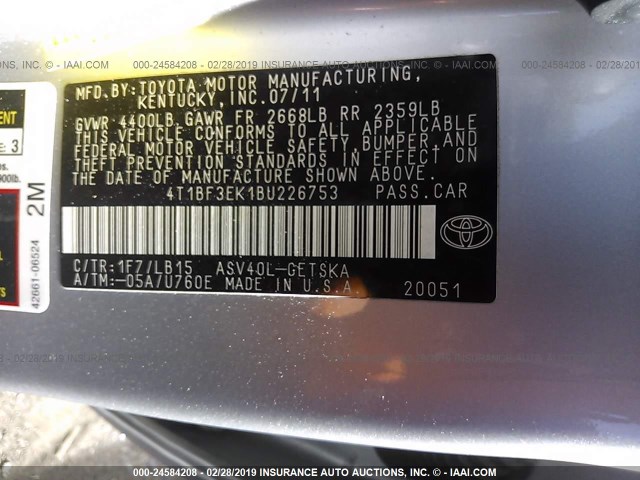 000-24584208 - 02/28/2019 INSURANCE AUTO AUCTIONS - © IAAI.COM
MFD. BY: TOYOTA MOTOR MANUFACTURING,
KENTUCKY, INC. 07/11
GVWR 4400LB GAWR FR 2668LB RR 2359LB
THIS VEHICLE CONFORMS TO ALL APPLICABLE
FEDERAL MOTOR VEHICLE SAFETY, BUMPER, AND
THEFT PREVENTION STANDARDS IN EFFECT ON
THE DATE OF MANUFACTURE SHOWN ABOVE.
4T1BF3EK1BU226753 PASS. CAR
C/TR: 1F7/LB15 ASV40L-CETSKA
A/TM: -05A/U760E MADE IN U.S.A 20051
3
2M
42661-06524
000-24584208 - 02/28/2019 INSURANCE AUTO AUCTIONS - © IAAI.COM